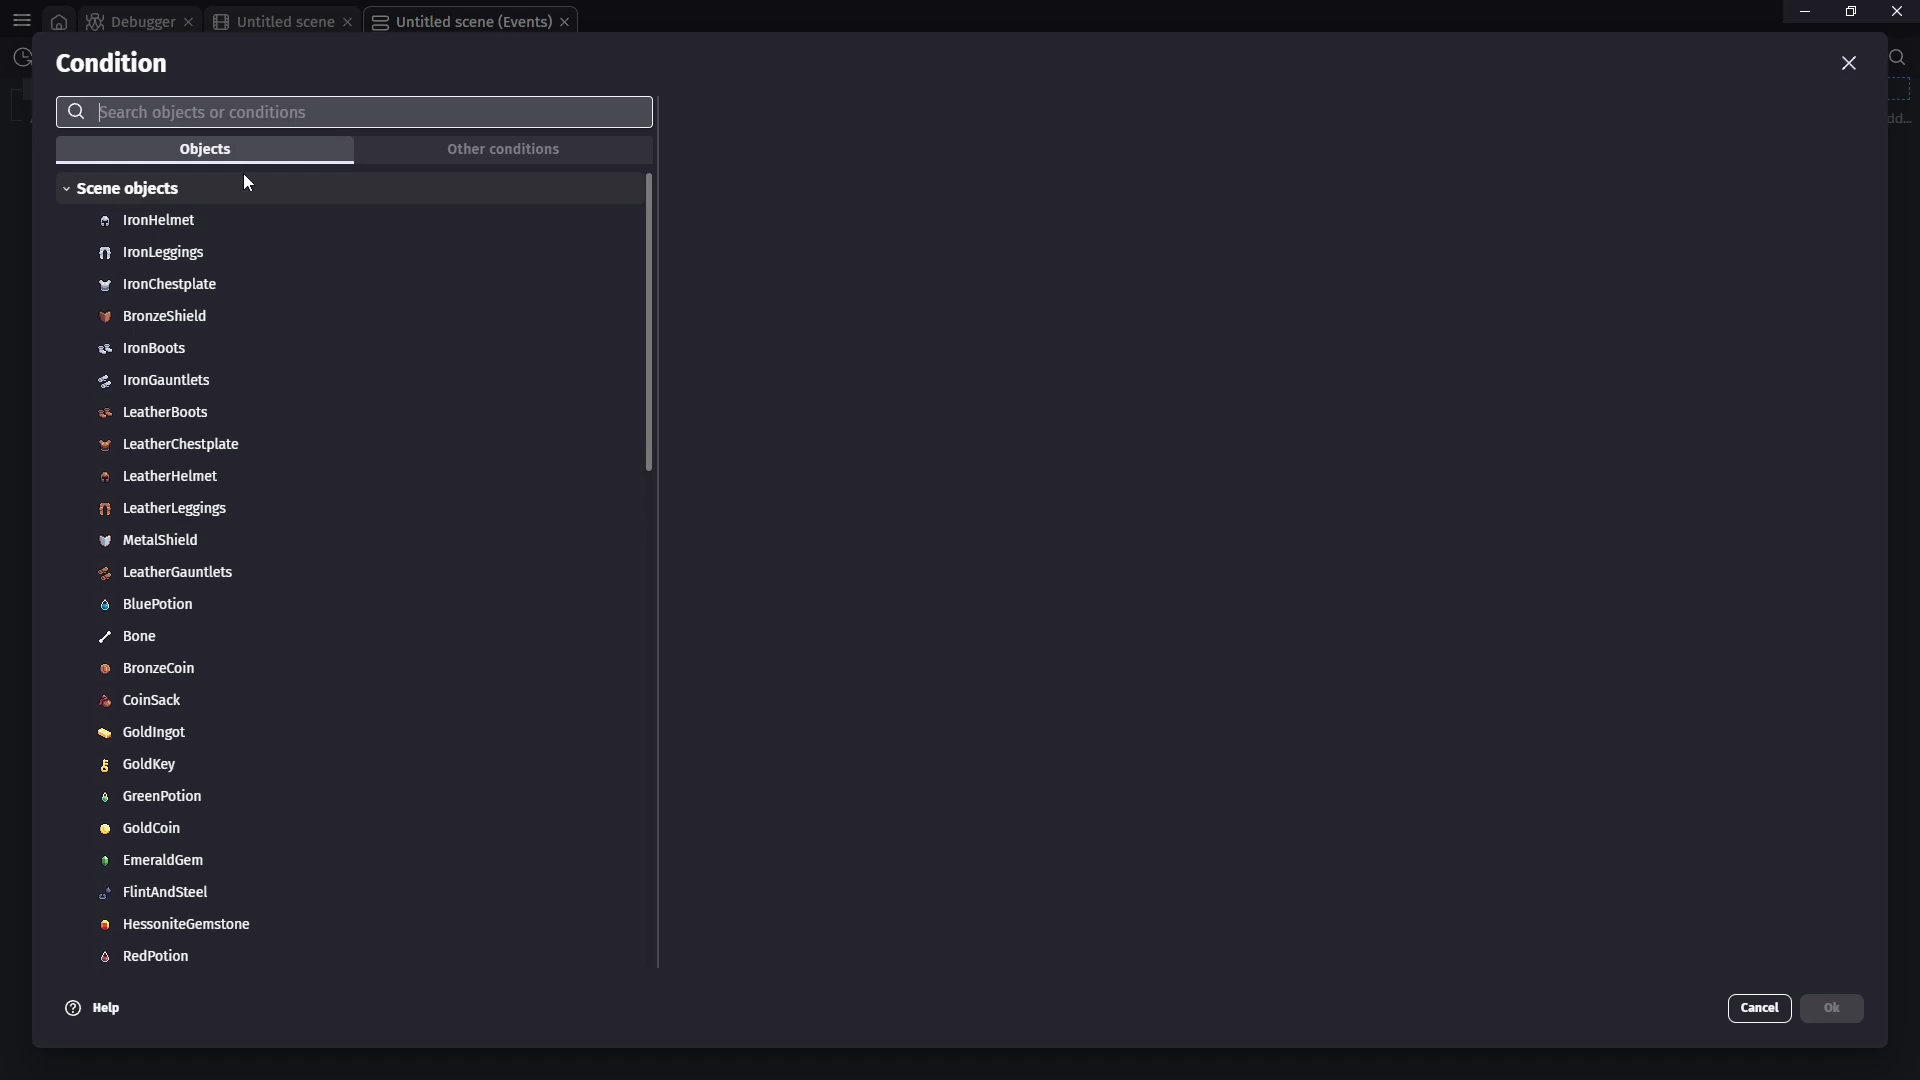 Debugger
Untitled scene
Untitled scene (Events)
Condition
Search objects or conditions
Objects
Other conditions
dd...
Scene objects
IronHelmet
IronLeggings
IronChestplate
BronzeShield
IronBoots
IronGauntlets
LeatherBoots
LeatherChestplate
LeatherHelmet
LeatherLeggings
MetalShield
LeatherGauntlets
BluePotion
Bone
BronzeCoin
CoinSack
GoldIngot
GoldKey
GreenPotion
GoldCoin
EmeraldGem
FlintAndSteel
HessoniteGemstone
RedPotion
Help
Cancel
Ok